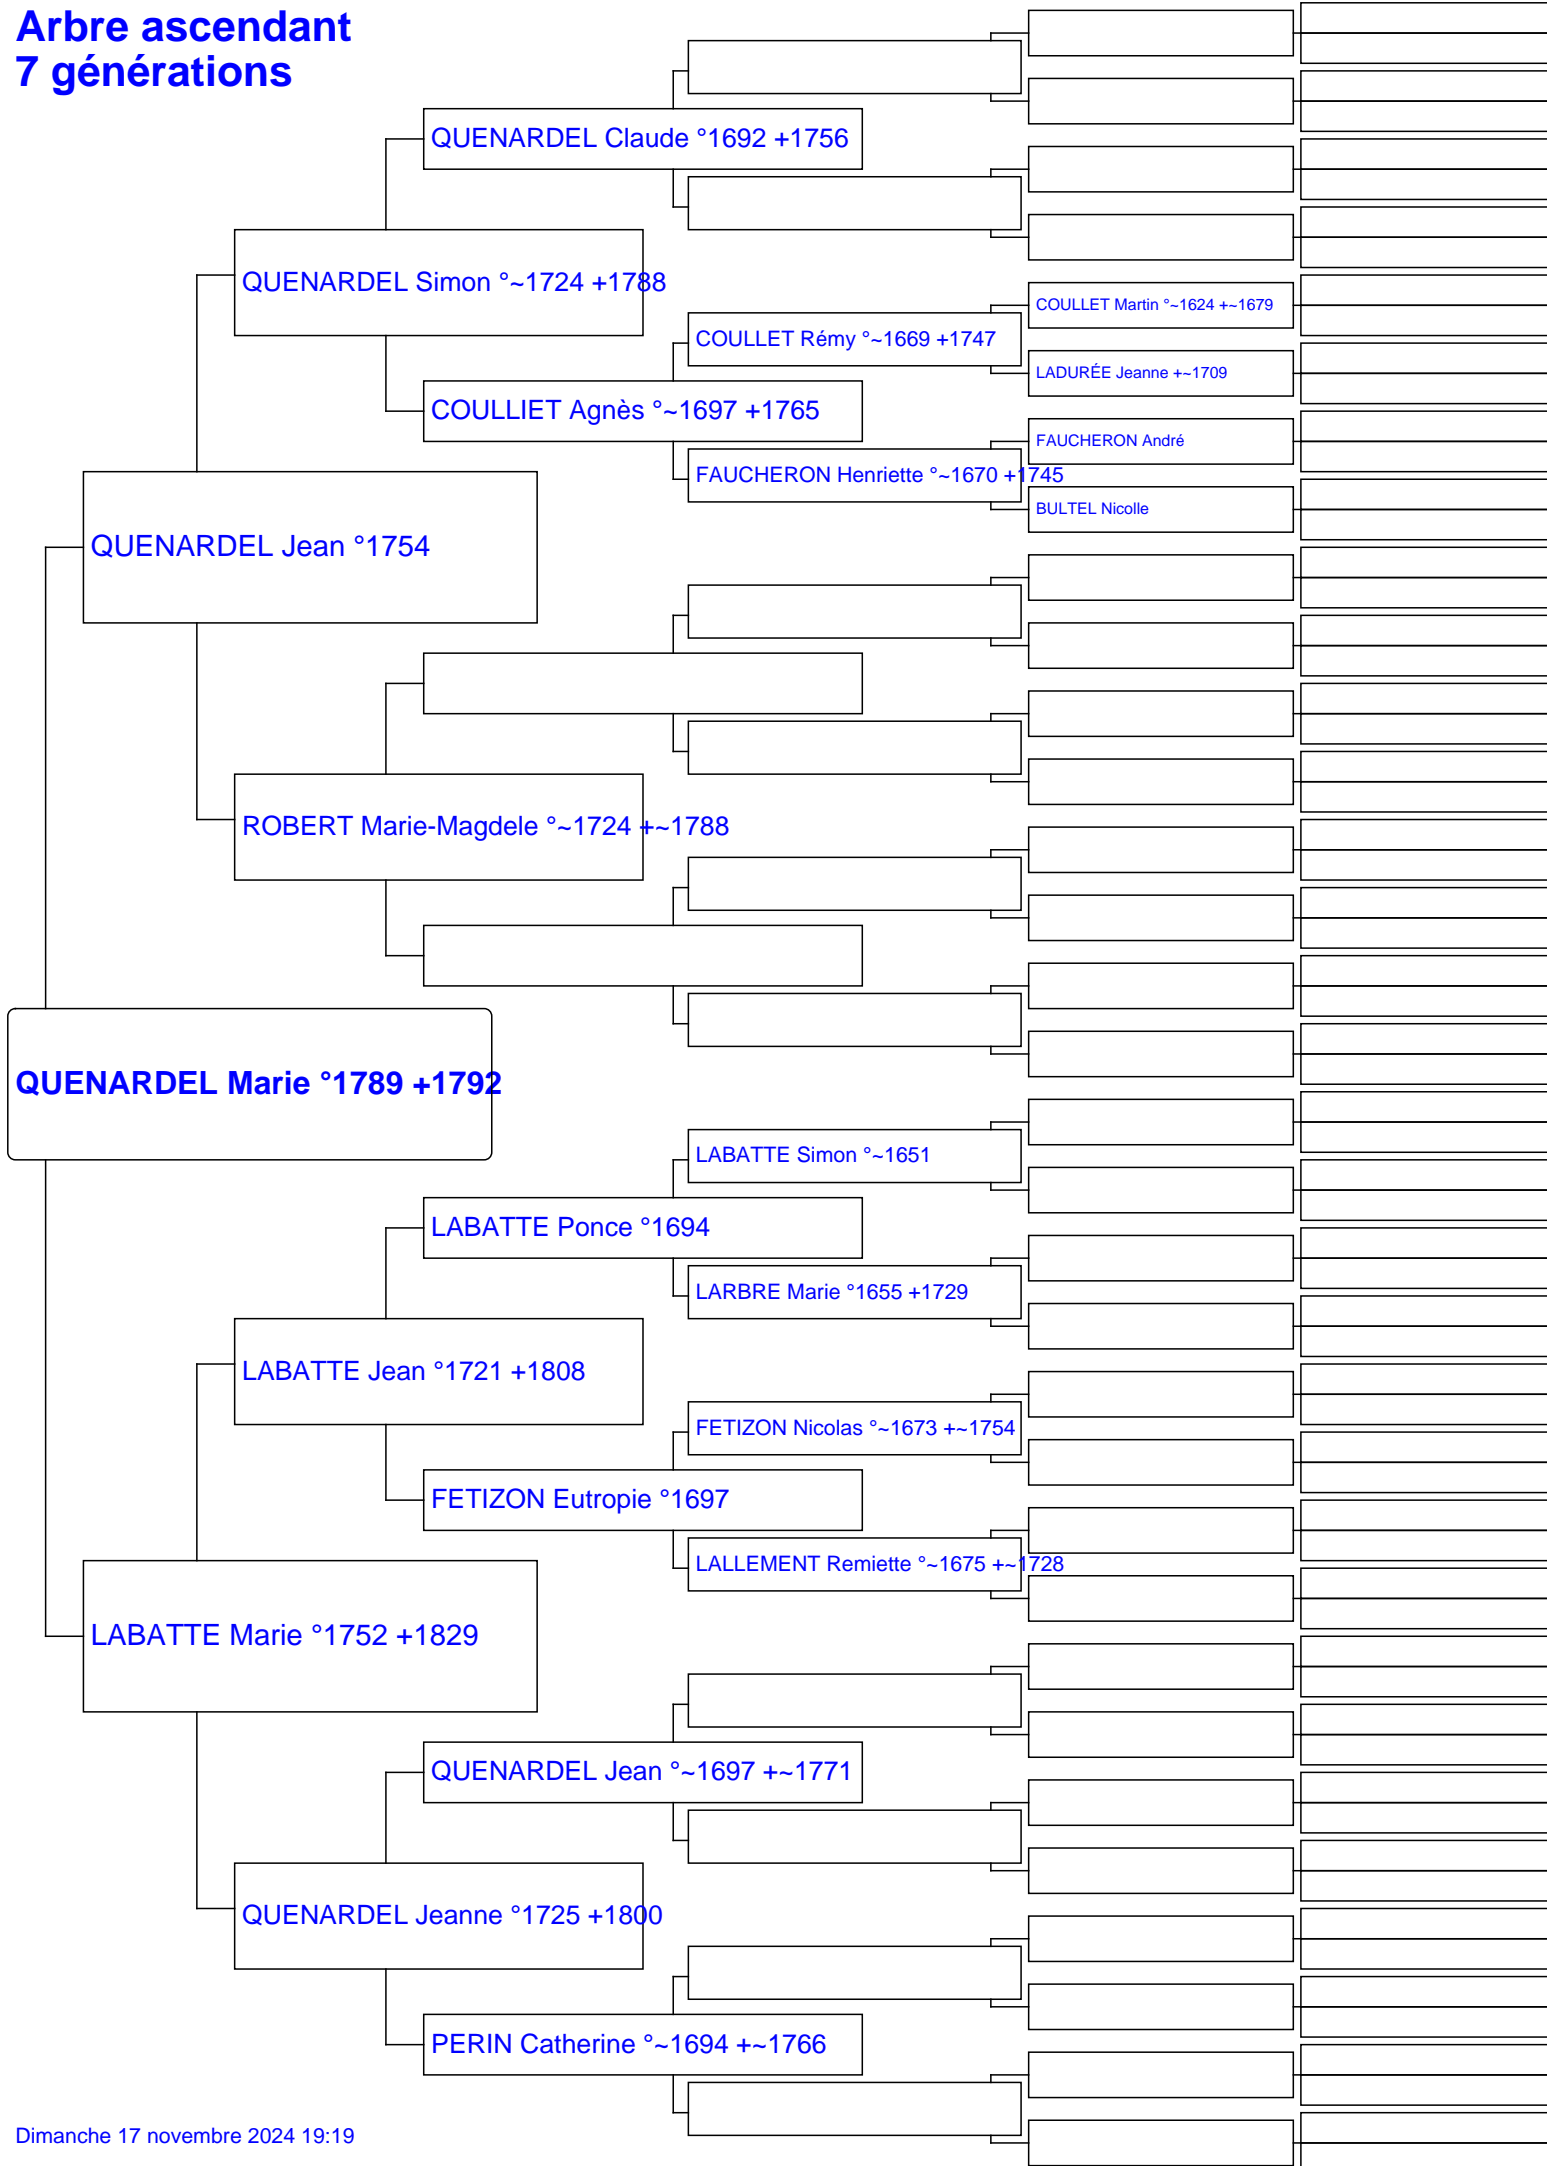 Arbre ascendant
7 générations
QUENARDEL Claude °1692 +1756
QUENARDEL Simon °~1724 +1788
COULLET Martin °~1624 +~1679
COULLET Rémy °~1669 +1747
LADURÉE Jeanne +~1709
COULLIET Agnès °~1697 +1765
FAUCHERON André
FAUCHERON Henriette °~1670 +1745
BULTEL Nicolle
QUENARDEL Jean °1754
ROBERT Marie-Magdele °~1724 +~1788
QUENARDEL Marie °1789 +1792
LABATTE Simon °~1651
LABATTE Ponce °1694
LARBRE Marie °1655 +1729
LABATTE Jean °1721 +1808
FETIZON Nicolas °~1673 +~1754
FETIZON Eutropie °1697
LALLEMENT Remiette °~1675 +~1728
LABATTE Marie °1752 +1829
QUENARDEL Jean °~1697 +~1771
QUENARDEL Jeanne °1725 +1800
PERIN Catherine °~1694 +~1766
Dimanche 17 novembre 2024 19:19